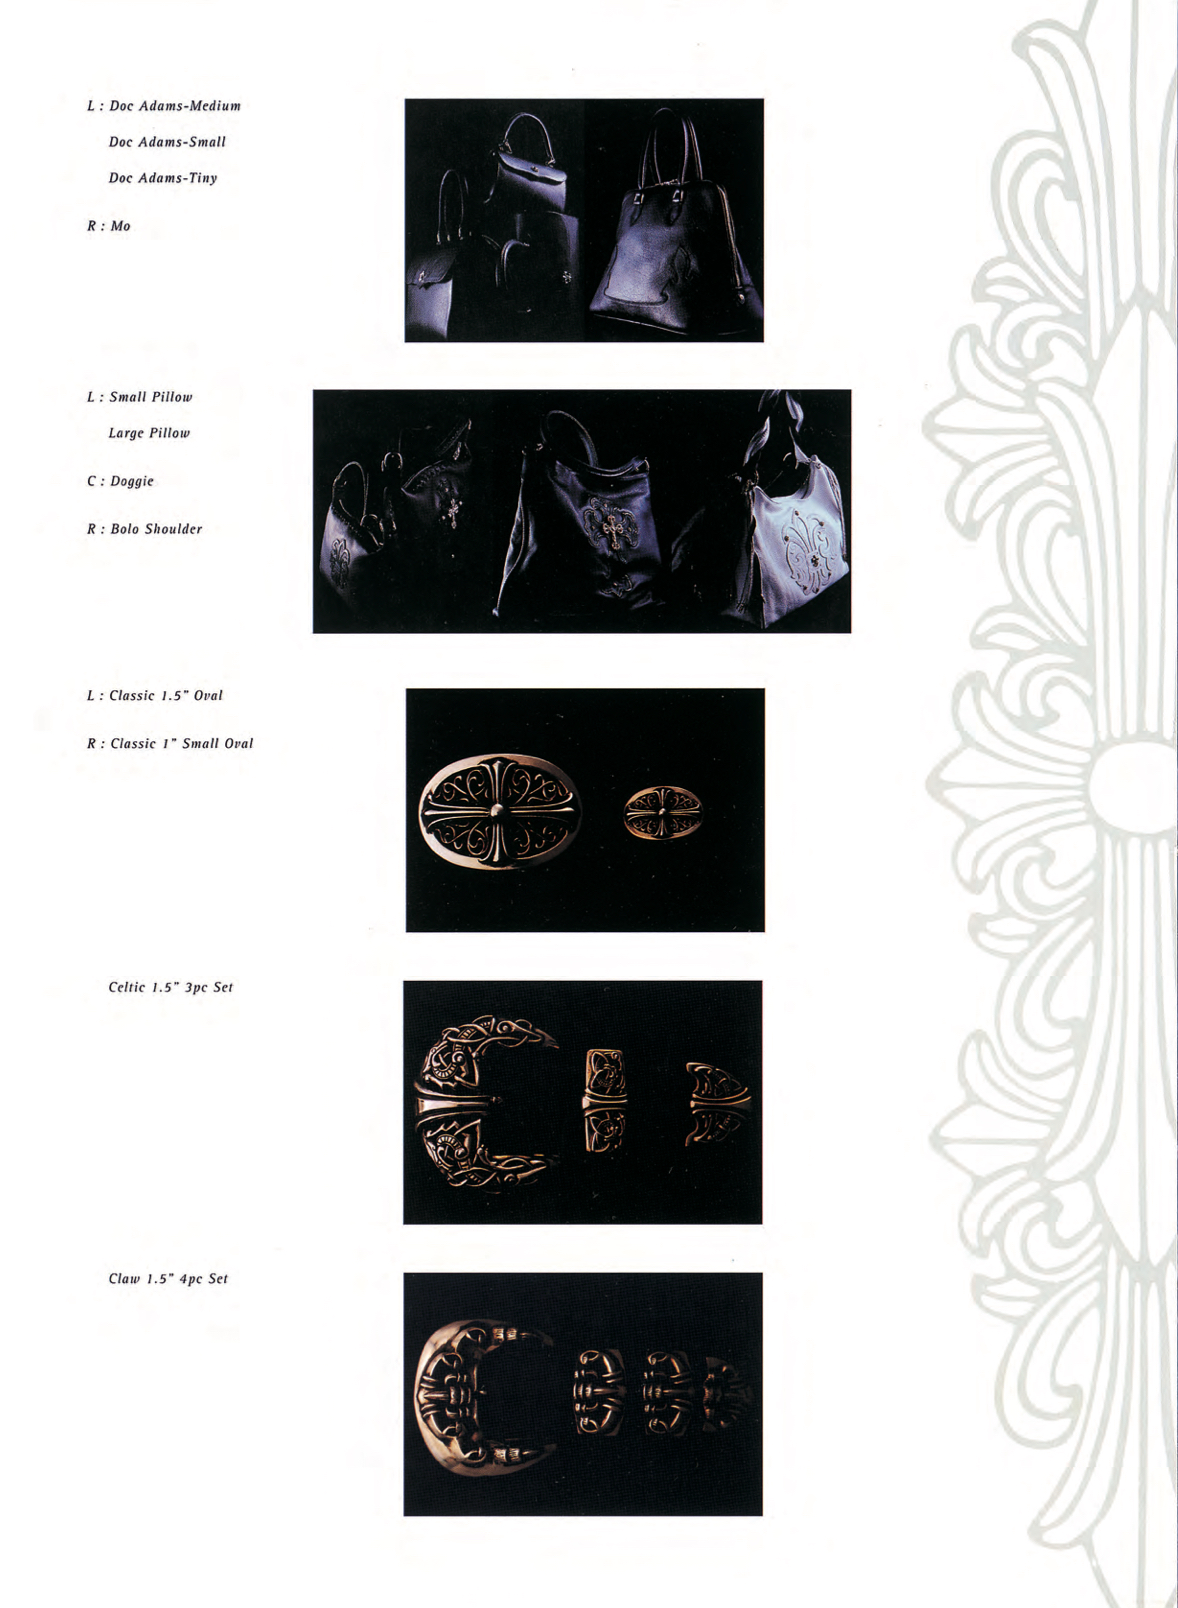 L : Doc Adams-Medium
Doc Adams-Small
Doc Adams-Tiny
R : Mo
L : Small Pillow
Large Pillow
C : Doggie
R : Bolo Shoulder
L : Classic 1.5” Oval
R : Classic 1” Small Oval
Celtic 1.5” 3pc Set
Claw 1.5” 4pc Set